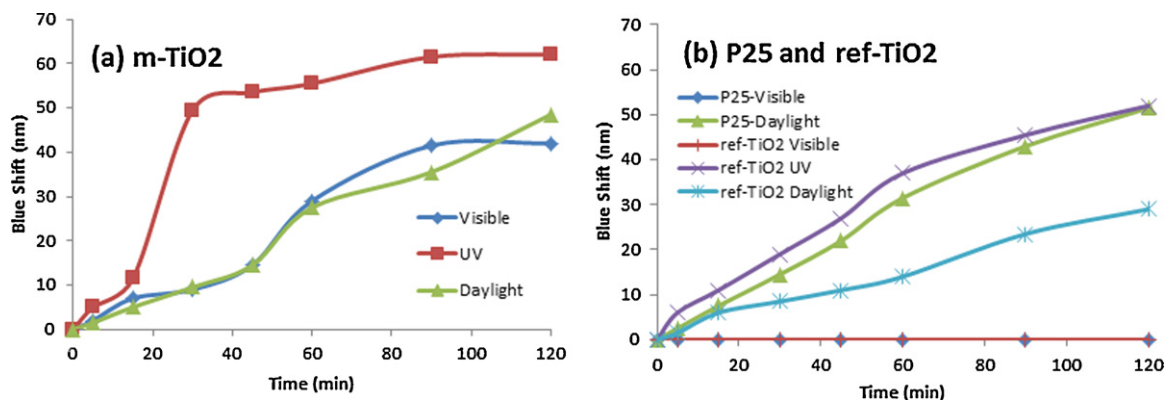 (a) m-TiO2
Blue Shift (nm)
70
60
50
40
30
20
10
0
0 20 40 60 80 100 120
Time (min)
Visible
UV
Daylight
(b) P25 and ref-TiO2
Blue Shift (nm)
70
60
50
40
30
20
10
0
0 20 40 60 80 100 120
Time (min)
P25-Visible
P25-Daylight
ref-TiO2 Visible
ref-TiO2 UV
ref-TiO2 Daylight